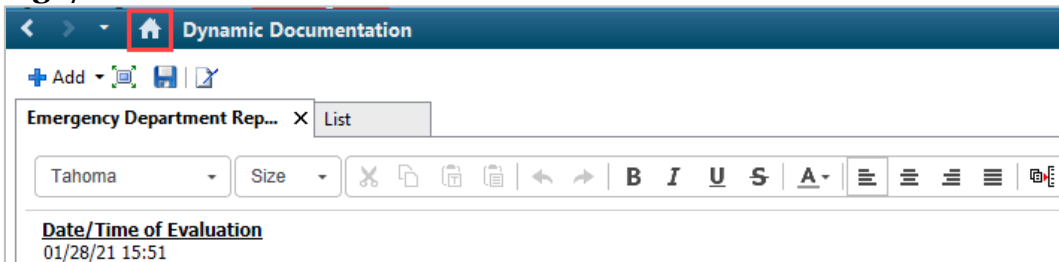 Dynamic Documentation
Add
Emergency Department Rep... X List
Tahoma Size B I U S A
Date/Time of Evaluation
01/28/21 15:51